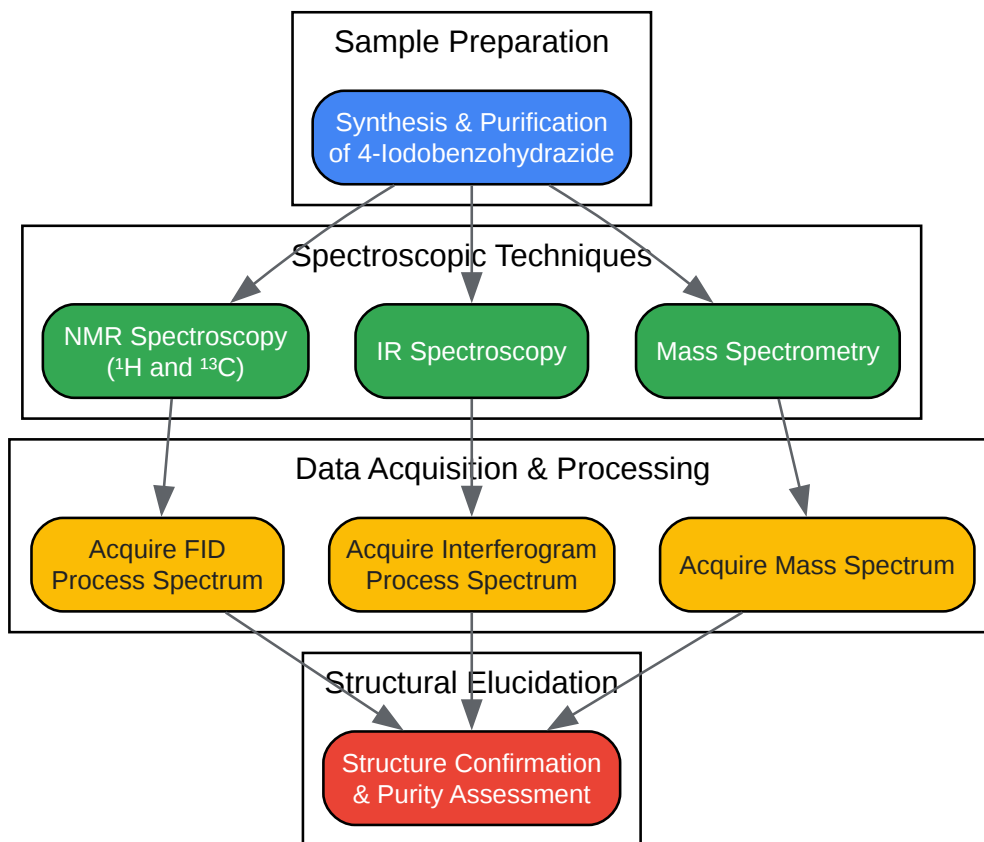 Sample Preparation
Synthesis & Purification
of 4-Iodobenzohydrazide
Spectroscopic Techniques
NMR Spectroscopy
(¹H and ¹³C)
IR Spectroscopy
Mass Spectrometry
Data Acquisition & Processing
Acquire FID
Process Spectrum
Acquire Interferogram
Process Spectrum
Acquire Mass Spectrum
Structural Elucidation
Structure Confirmation
& Purity Assessment